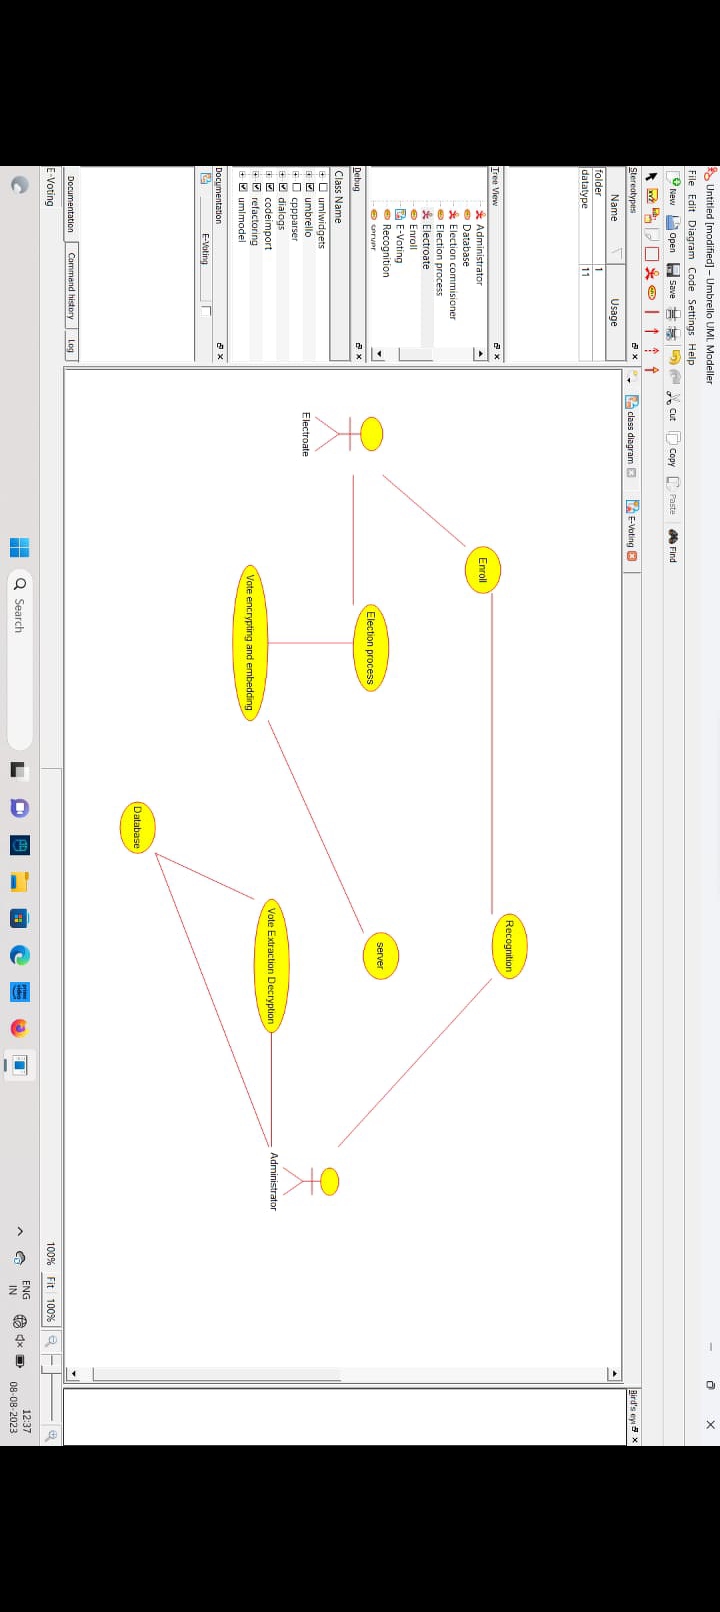 Untitled [modified] – Umbrello UML Modeller
File Edit Diagram Code Settings Help
New Open Save Cut Copy Paste Find
Stereotypes
Name Usage
folder 1
datatype 11
Tree View
Administrator
Database
Election commisioner
Election process
Electroate
Enroll
E-Voting
Recognition
server
Debug
Class Name
umlwidgets
umbrello
cppparser
dialogs
codeimport
refactoring
umlmodel
Documentation
E-Voting
Documentation Command history Log
E-Voting
class diagram E-Voting
Recognition
Enroll
server
Election process
Electroate
Administrator
Vote Extraction Decryption
Vote encrypting and embedding
Database
Bird's eye
100% Fit 100%
Search
ENG
IN
12:37
08-08-2023